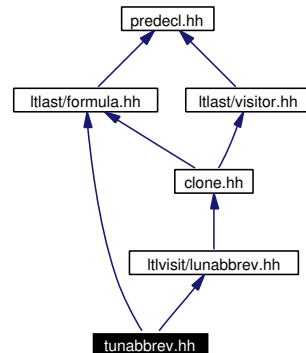 predecl.hh
ltlast/formula.hh
ltlast/visitor.hh
clone.hh
ltlvisit/lunabbrev.hh
tunabbrev.hh